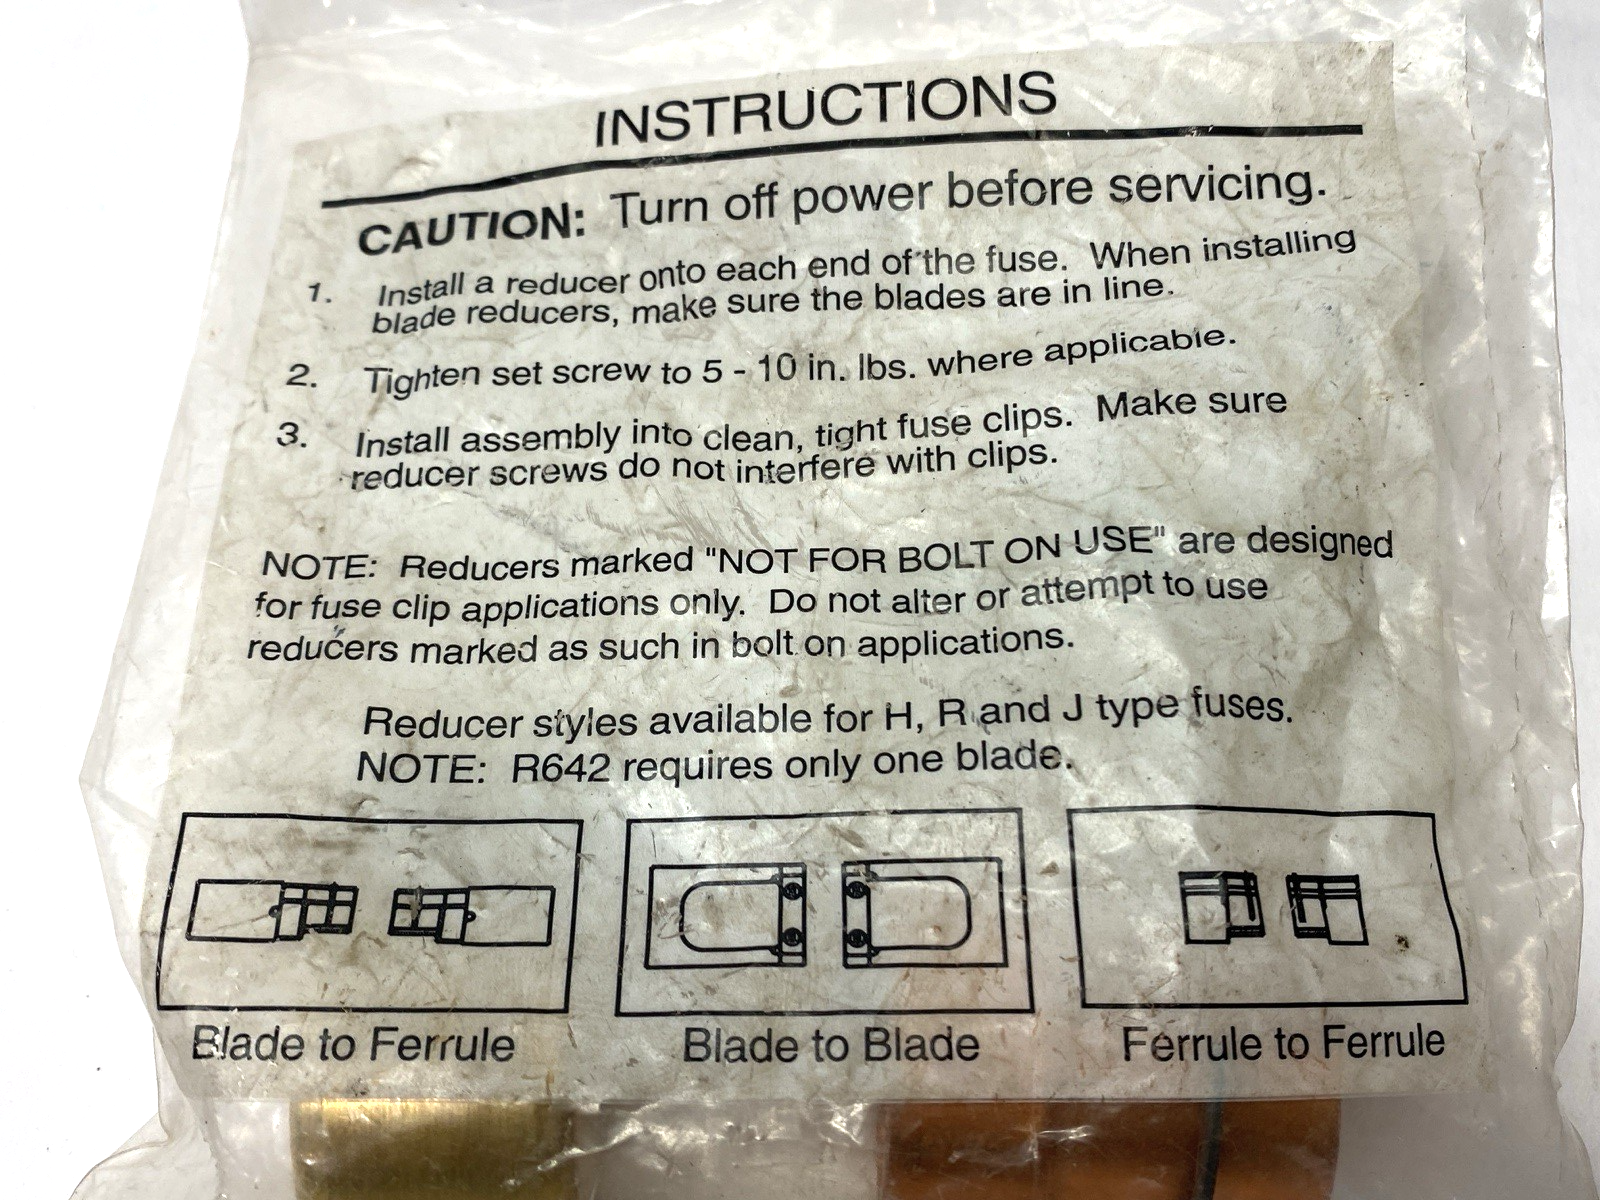 INSTRUCTIONS
CAUTION: Turn off power before servicing.
1. Install a reducer onto each end of the fuse. When installing
blade reducers, make sure the blades are in line.
2. Tighten set screw to 5 - 10 in. lbs. where applicable.
3. Install assembly into clean, tight fuse clips. Make sure
reducer screws do not interfere with clips.
NOTE: Reducers marked "NOT FOR BOLT ON USE" are designed
for fuse clip applications only. Do not alter or attempt to use
reducers marked as such in bolt on applications.
Reducer styles available for H, R and J type fuses.
NOTE: R642 requires only one blade.
Blade to Ferrule
Blade to Blade
Ferrule to Ferrule